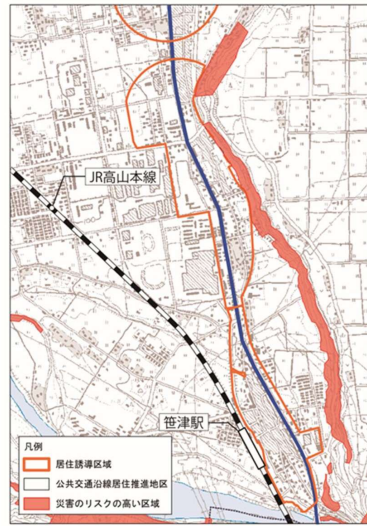 JR高山本線
笹津駅
凡例
居住誘導区域
公共交通沿線居住推進地区
災害のリスクの高い区域